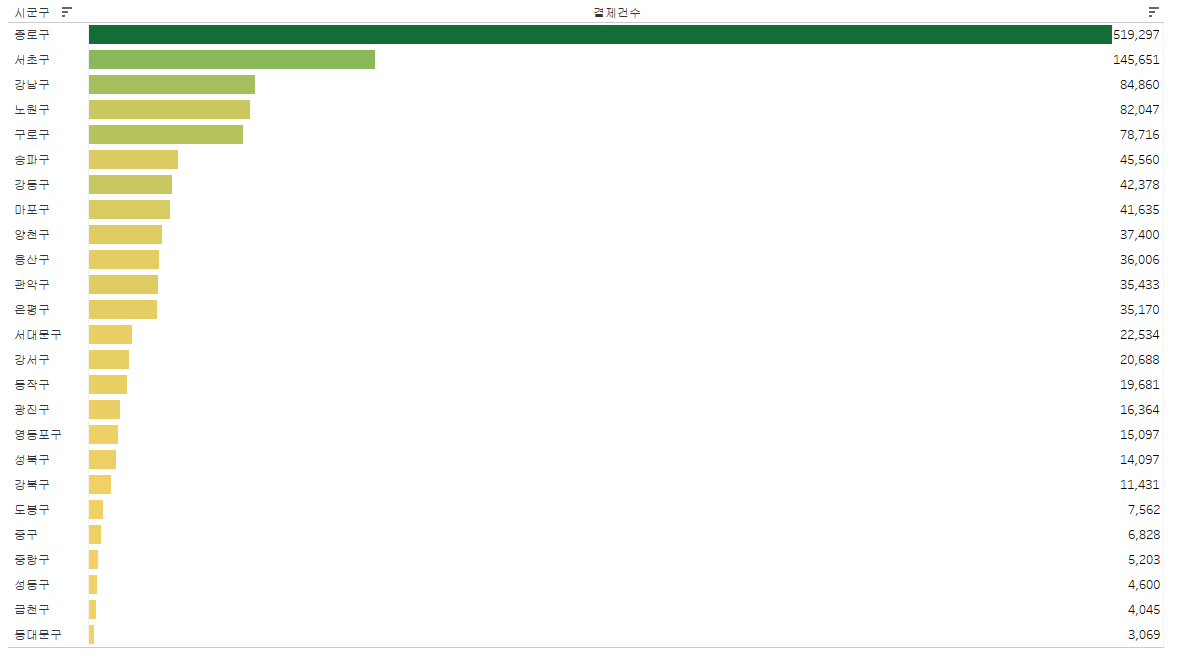 시군구 결제건수
종로구 519,297
서초구 145,651
강남구 84,860
노원구 82,047
구로구 78,716
송파구 45,560
강동구 42,378
마포구 41,635
양천구 37,400
용산구 36,006
관악구 35,433
은평구 35,170
서대문구 22,534
강서구 20,688
동작구 19,681
광진구 16,364
영등포구 15,097
성북구 14,097
강북구 11,431
도봉구 7,562
중구 6,828
중랑구 5,203
성동구 4,600
금천구 4,045
동대문구 3,069